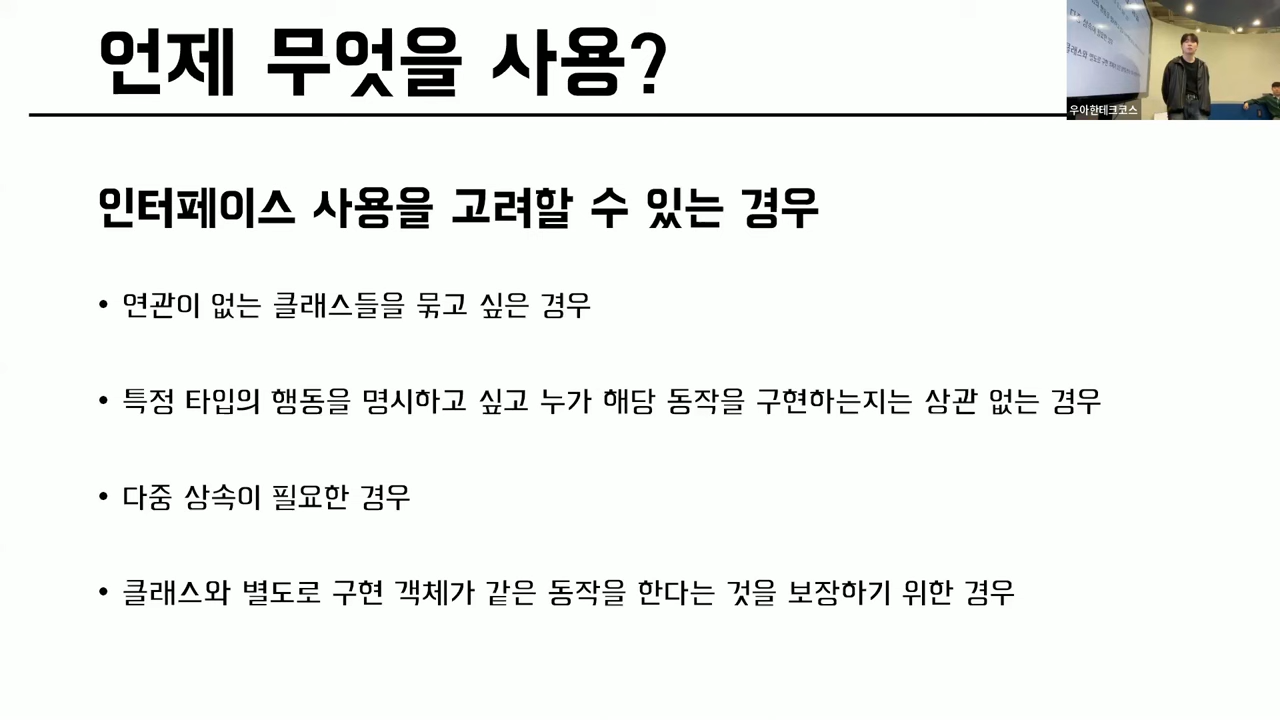 언제 무엇을 사용?
우아한테크코스
인터페이스 사용을 고려할 수 있는 경우
• 연관이 없는 클래스들을 묶고 싶은 경우
• 특정 타입의 행동을 명시하고 싶고 누가 해당 동작을 구현하는지는 상관 없는 경우
• 다중 상속이 필요한 경우
• 클래스와 별도로 구현 객체가 같은 동작을 한다는 것을 보장하기 위한 경우